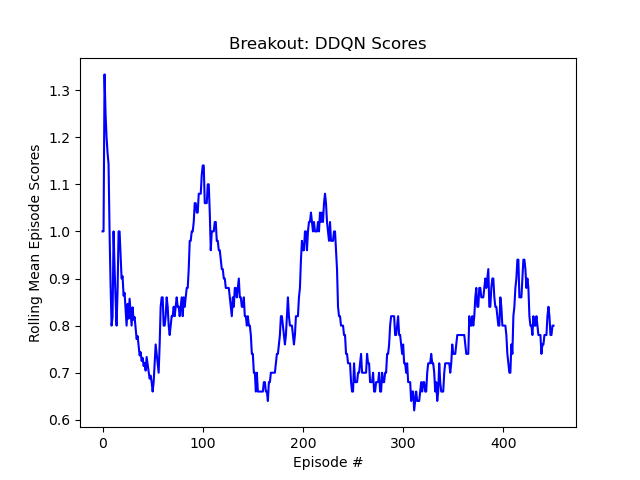 Breakout: DDQN Scores
Rolling Mean Episode Scores
1.3
1.2
1.1
1.0
0.9
0.8
0.7
0.6
0 100 200 300 400
Episode #